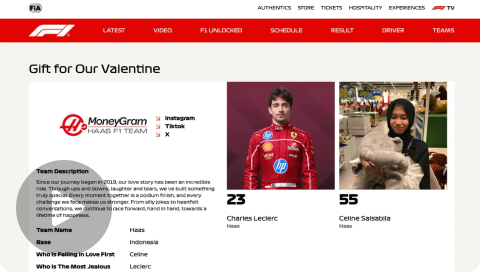 FIA
AUTHENTICS STORE TICKETS HOSPITALITY EXPERIENCES F1 TV
F1 LATEST VIDEO F1 UNLOCKED SCHEDULE RESULT DRIVER TEAMS
Gift for Our Valentine
MoneyGram
HAAS F1 TEAM
Instagram
Tiktok
X
Team Description
Since our journey began in 2019, our love story has been an incredible
ride. Through ups and downs, laughter and tears, we've built something
truly special. Every moment together is a podium finish, and every
challenge we face makes us stronger. From silly jokes to heartfelt
conversations, we continue to race forward, hand in hand, towards a
lifetime of happiness.
Team Name Haas
Base Indonesia
Who Is Falling in Love First Celine
Who is The Most Jealous Leclerc
hp
23
Charles Leclerc
Haas
55
Celine Salsabila
Haas